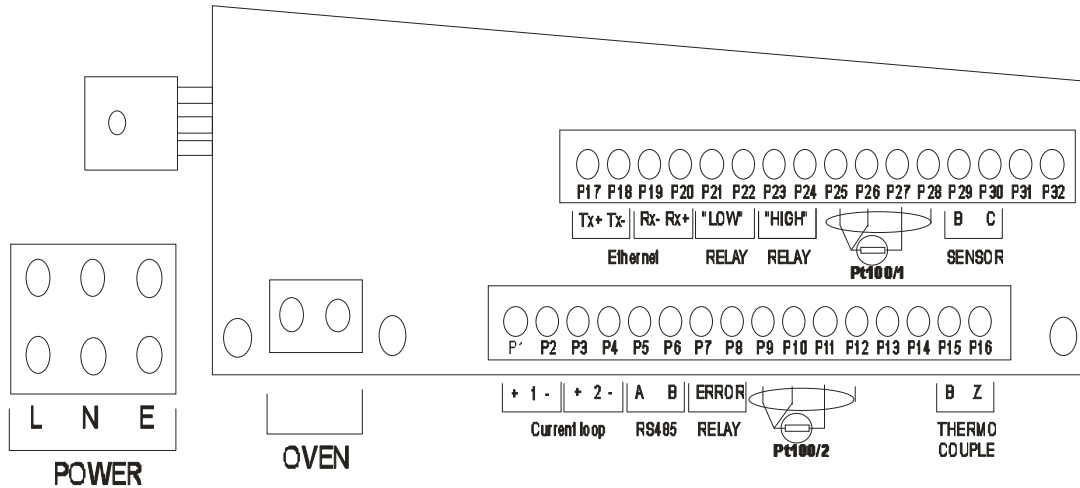 P17 P18 P19 P20 P21 P22 P23 P24 P25 P26 P27 P28 P29 P30 P31 P32
Tx+ Tx- Rx- Rx+ "LOW" "HIGH" B C
Ethernet RELAY RELAY SENSOR
Pt100/1
P1 P2 P3 P4 P5 P6 P7 P8 P9 P10 P11 P12 P13 P14 P15 P16
+ 1 - + 2 - A B ERROR B Z
Current loop RS485 RELAY THERMO
COUPLE
Pt100/2
L N E
POWER
OVEN